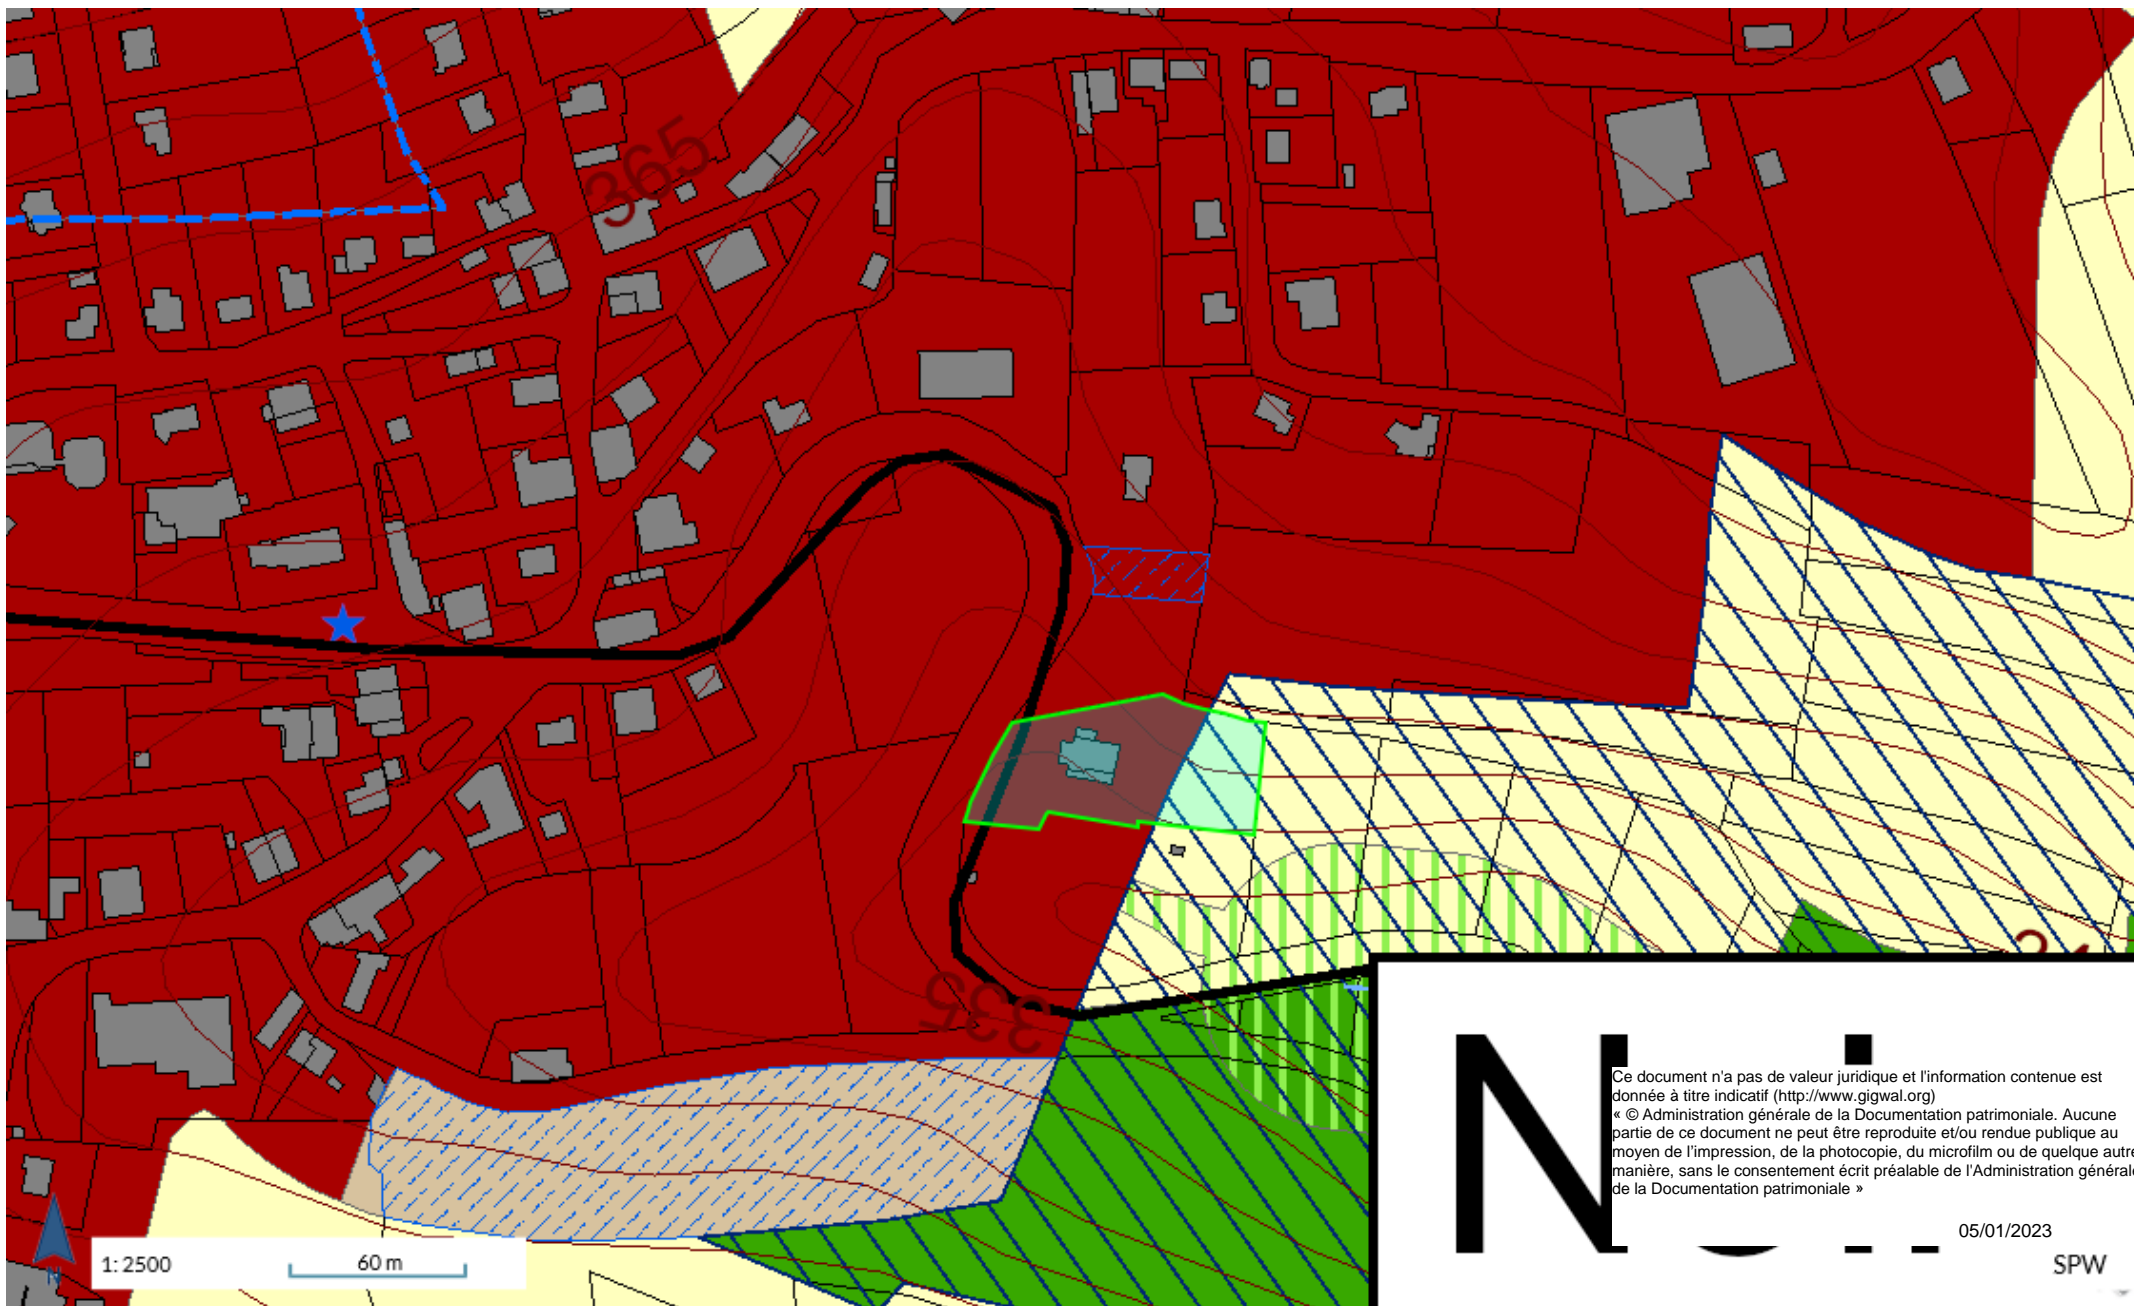 365
335
Ce document n'a pas de valeur juridique et l'information contenue est
donnée à titre indicatif (http://www.gigwal.org)
« © Administration générale de la Documentation patrimoniale. Aucune
partie de ce document ne peut être reproduite et/ou rendue publique au
moyen de l'impression, de la photocopie, du microfilm ou de quelque autre
manière, sans le consentement écrit préalable de l'Administration générale
de la Documentation patrimoniale »
05/01/2023
SPW
N
1:2500
60 m